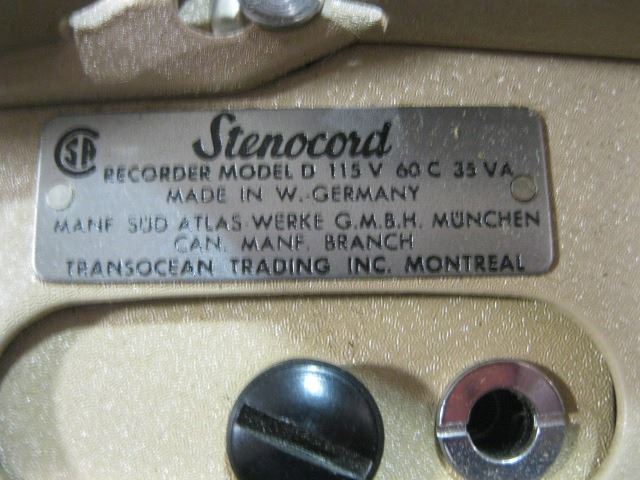 Stenocord
CSA
RECORDER MODEL D 115 V 60 C 35 VA
MADE IN W.-GERMANY
MANF. SÜD ATLAS-WERKE G.M.B.H. MÜNCHEN
CAN. MANF. BRANCH
TRANSOCEAN TRADING INC. MONTREAL